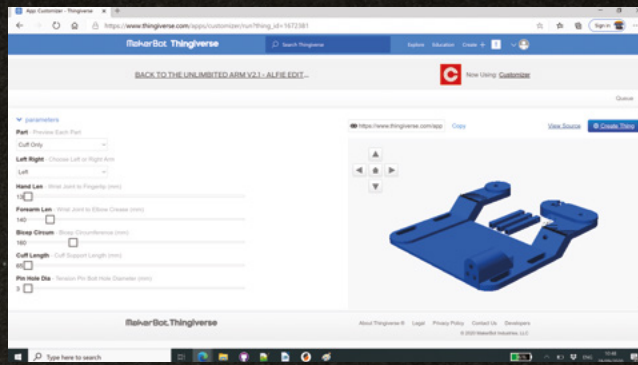 App: Customizer - Thingiverse
https://www.thingiverse.com/apps/customizer/run?thing_id=1672381
Sign in
MakerBot Thingiverse
Search Thingiverse
Explore Education Create
BACK TO THE UNLIMBITED ARM V2.1 - ALFIE EDIT...
Now Using: Customizer
Queue
parameters
Part - Preview Each Part
Cuff Only
Left Right - Choose Left or Right Arm
Left
Hand Len - Wrist Joint to Fingertip (mm)
Forearm Len - Wrist Joint to Elbow Crease (mm)
140
Bicep Circum - Bicep Circumference (mm)
160
Cuff Length - Cuff Support Length (mm)
65
Pin Hole Dia - Tension Pin Bolt Hole Diameter (mm)
3
https://www.thingiverse.com/app
Copy
View Source
Create Thing
MakerBot.Thingiverse
About Thingiverse ® Legal Privacy Policy Contact Us Developers
© 2020 MakerBot Industries, LLC
Type here to search
ENG
10:48